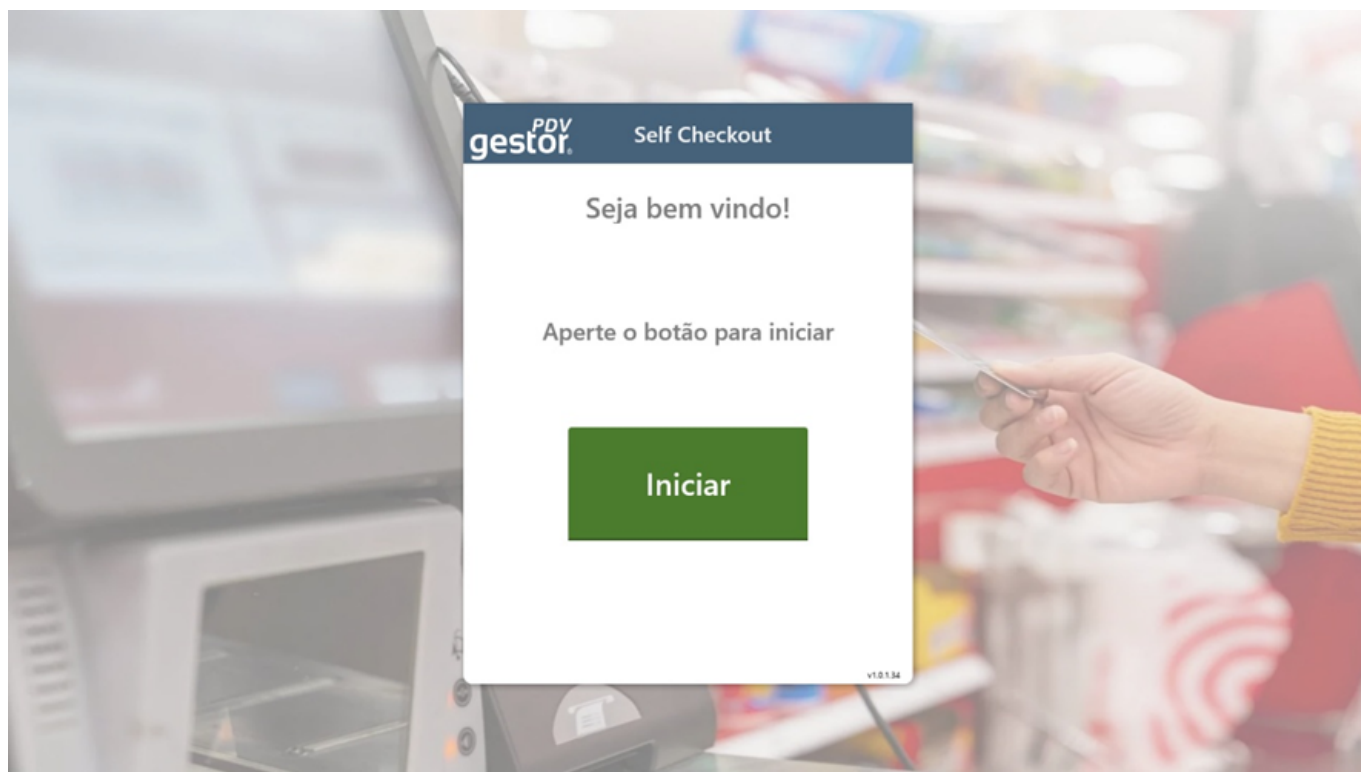 PDV
gestor®
Self Checkout
Seja bem vindo!
Aperte o botão para iniciar
Iniciar
v1.0.1.34